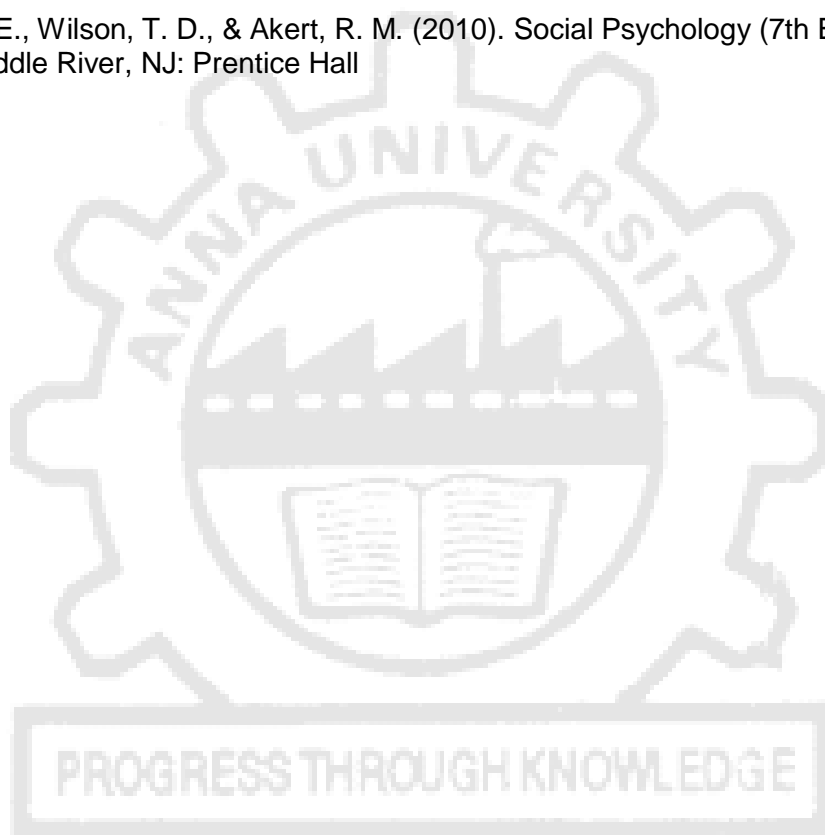 E., Wilson, T. D., & Akert, R. M. (2010). Social Psychology (7th E
ddle River, NJ: Prentice Hall
ANNA UNIVERSITY
PROGRESS THROUGH KNOWLEDGE